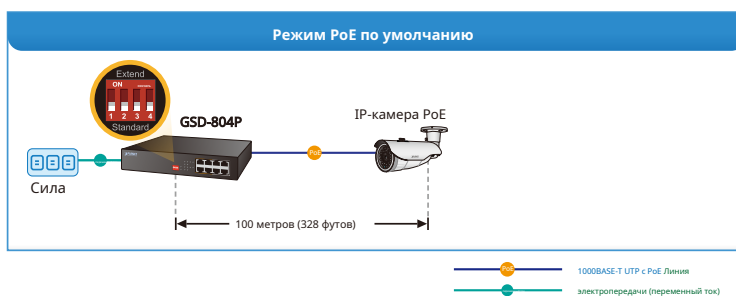 Режим PoE по умолчанию
Extend
ON
1 2 3 4
Standard
GSD-804P
IP-камера PoE
PoE
Сила
100 метров (328 футов)
PoE
1000BASE-T UTP с PoE Линия
электропередачи (переменный ток)